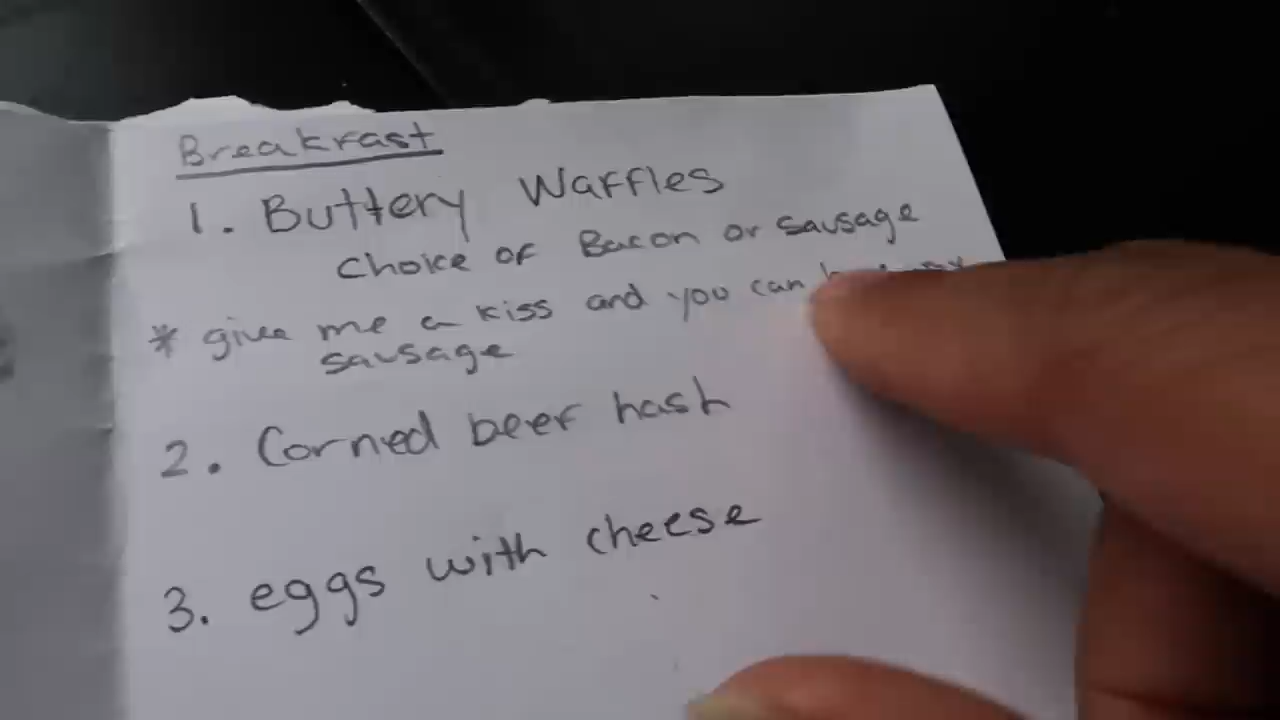 Breakfast
1. Buttery Waffles
Choice of Bacon or sausage
* give me a kiss and you can
sausage
2. Corned beef hash
3. eggs with cheese